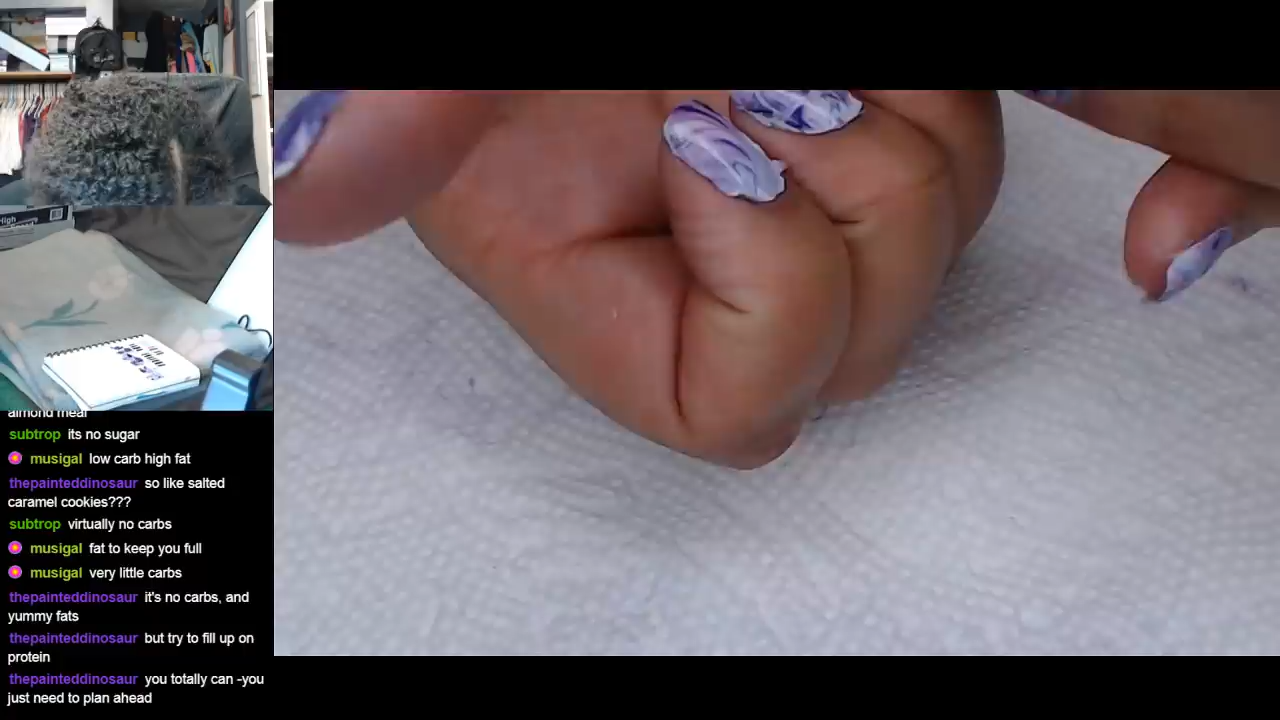 High
almond meal
subtrop its no sugar
musigal low carb high fat
thepainteddinosaur so like salted
caramel cookies???
subtrop virtually no carbs
musigal fat to keep you full
musigal very little carbs
thepainteddinosaur it's no carbs, and
yummy fats
thepainteddinosaur but try to fill up on
protein
thepainteddinosaur you totally can -you
just need to plan ahead